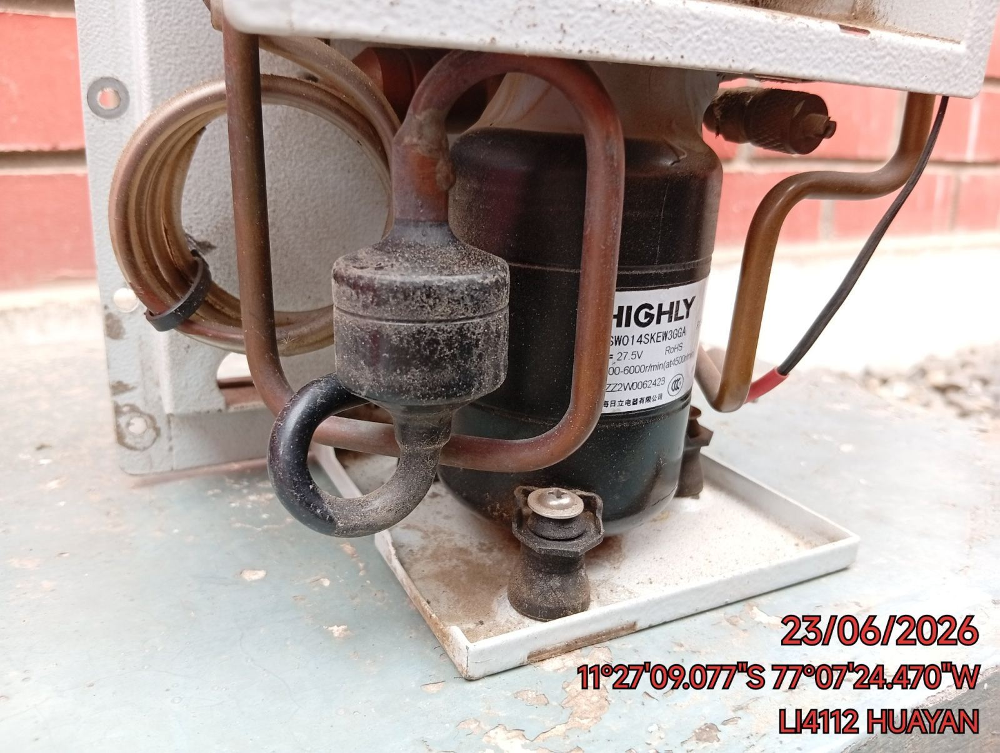 HIGHLY
SW014SKEW3GGA
27.5V RoHS
00-6000r/min(at4500r/min
ZZ2W0062423
海日立电器有限公司
23/06/2026
11°27'09.077"S 77°07'24.470"W
LI4112 HUAYAN